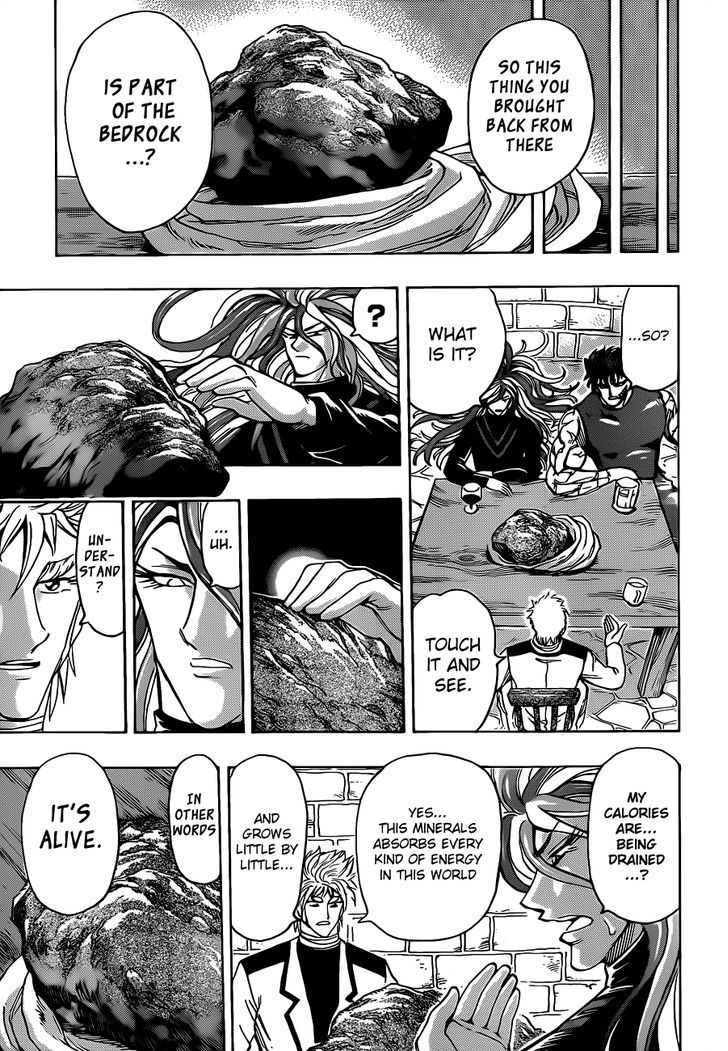 SO THIS
THING YOU
BROUGHT
BACK FROM
THERE
IS PART
OF THE
BEDROCK
...?
...SO?
WHAT
IS IT?
TOUCH
IT AND
SEE.
?
...
UH.
UN-
DER-
STAND?
MY
CALORIES
ARE...
BEING
DRAINED
...?
YES...
THIS MINERALS
ABSORBS EVERY
KIND OF ENERGY
IN THIS WORLD
AND
GROWS
LITTLE BY
LITTLE...
IN
OTHER
WORDS
IT'S
ALIVE.